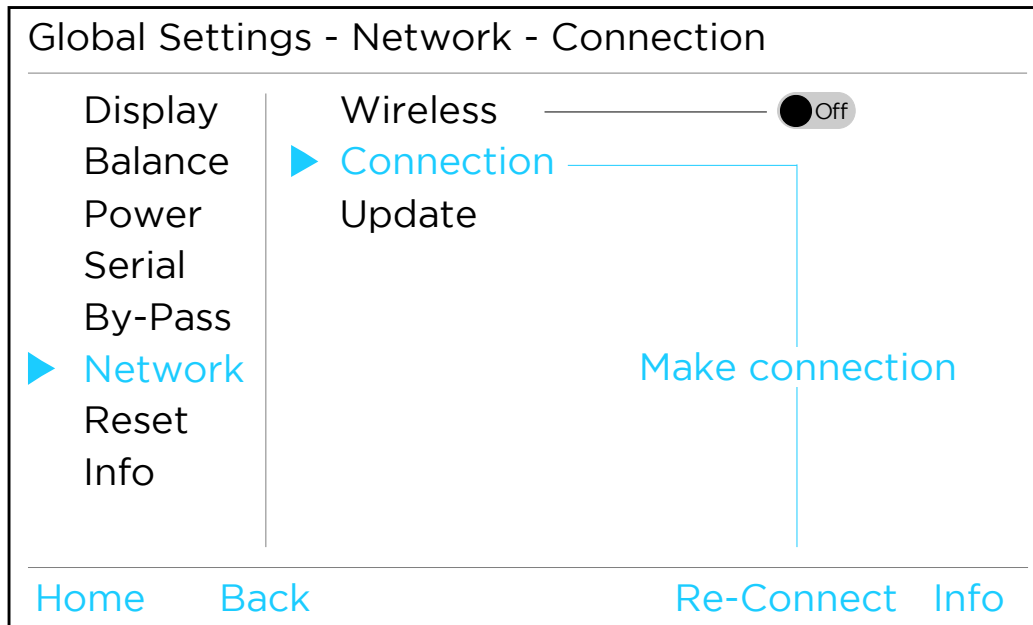 Global Settings - Network - Connection
Display
Balance
Power
Serial
By-Pass
Network
Reset
Info
Wireless Off
Connection
Update
Make connection
Home Back Re-Connect Info